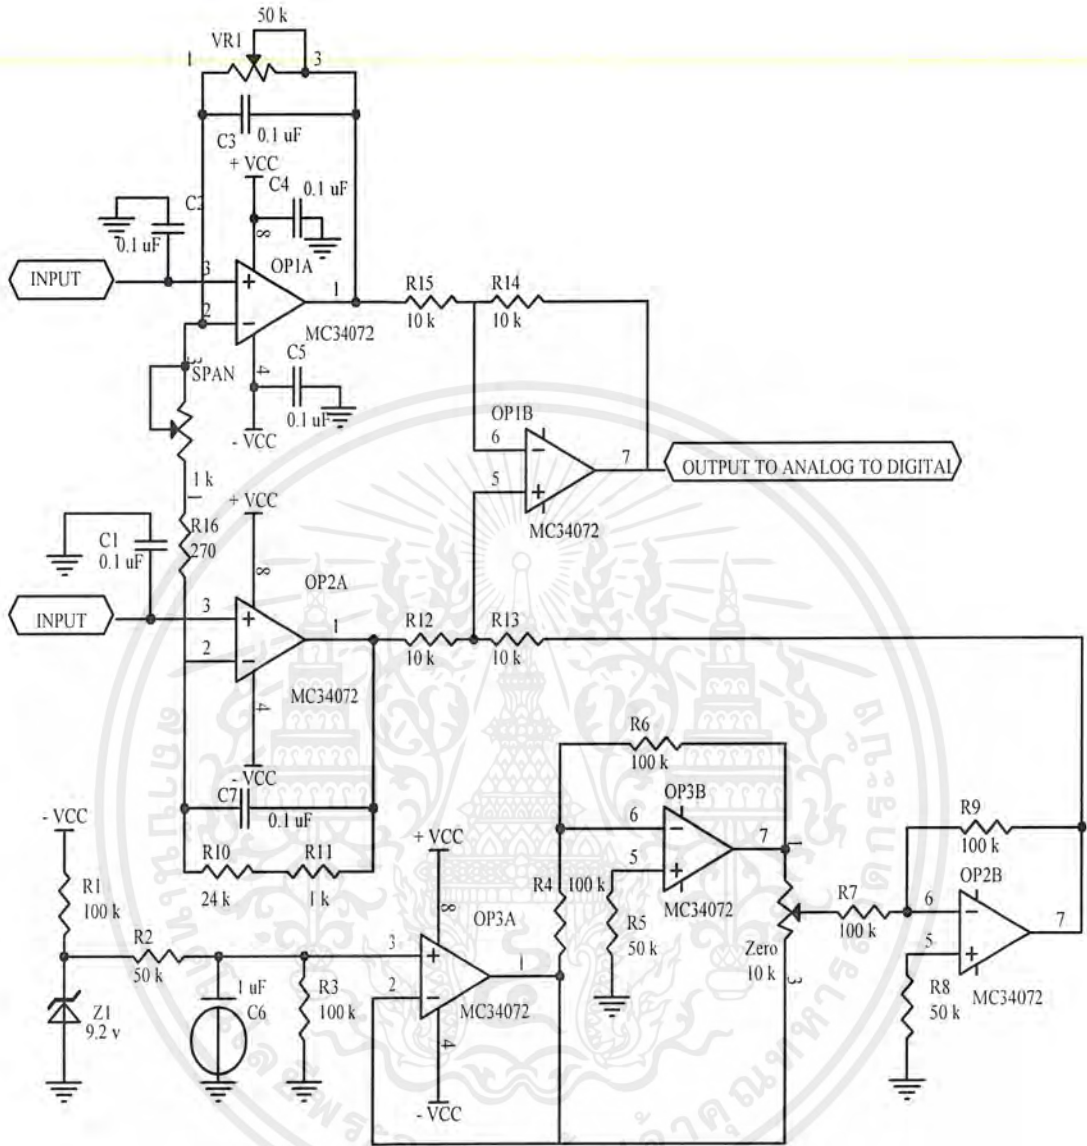 50 k
VR1
1
3
C3
0.1 uF
+ VCC
C4
0.1 uF
C2
0.1 uF
8
OP1A
INPUT
3
+
1
2
-
MC34072
R15
10 k
R14
10 k
3
SPAN
4
C5
0.1 uF
- VCC
OP1B
6
-
7
OUTPUT TO ANALOG TO DIGITAL
5
+
MC34072
1 k
1
+ VCC
C1
0.1 uF
R16
270
8
OP2A
INPUT
3
+
1
2
-
MC34072
R12
10 k
R13
10 k
4
- VCC
C7
0.1 uF
R10
24 k
R11
1 k
R6
100 k
OP3B
6
-
7
1
5
+
MC34072
R4
100 k
R5
50 k
Zero
10 k
3
R7
100 k
R9
100 k
OP2B
6
-
7
5
+
MC34072
R8
50 k
- VCC
R1
100 k
R2
50 k
Z1
9.2 v
1 uF
C6
R3
100 k
+ VCC
8
OP3A
3
+
1
2
-
MC34072
4
- VCC